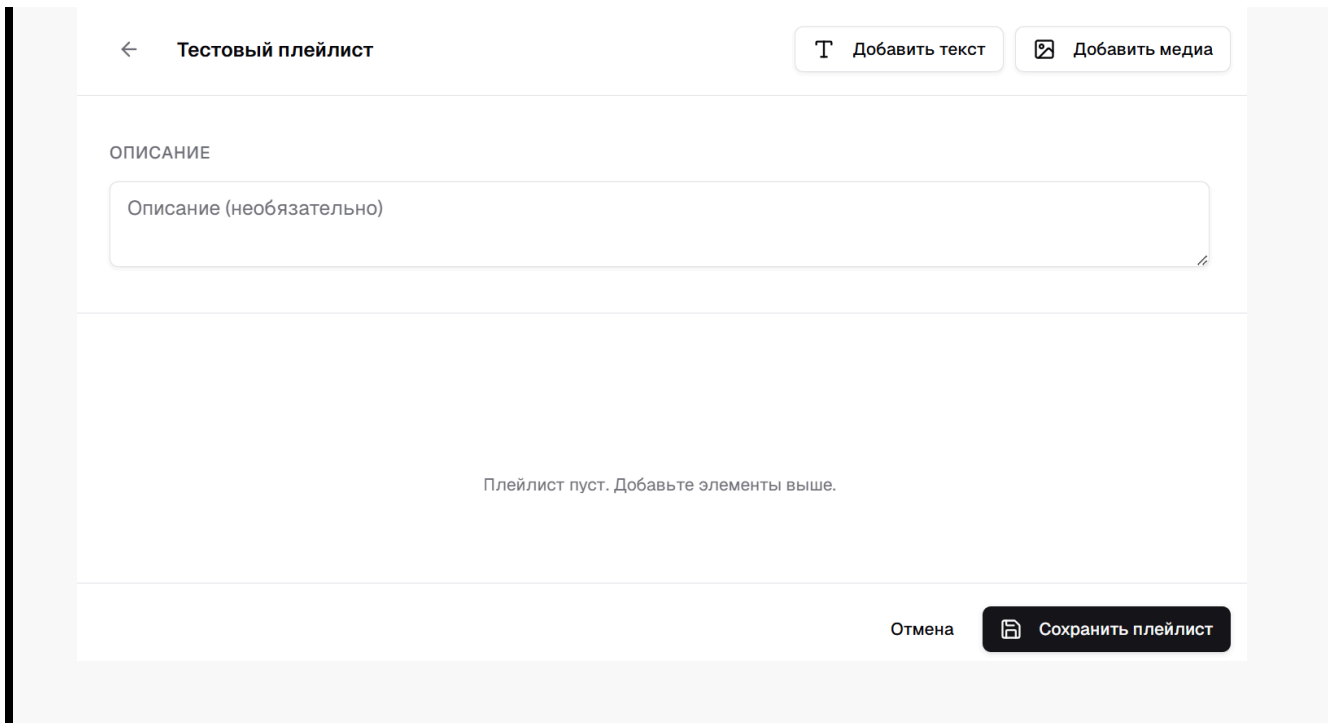 Тестовый плейлист
Добавить текст
Добавить медиа
ОПИСАНИЕ
Описание (необязательно)
Плейлист пуст. Добавьте элементы выше.
Отмена
Сохранить плейлист